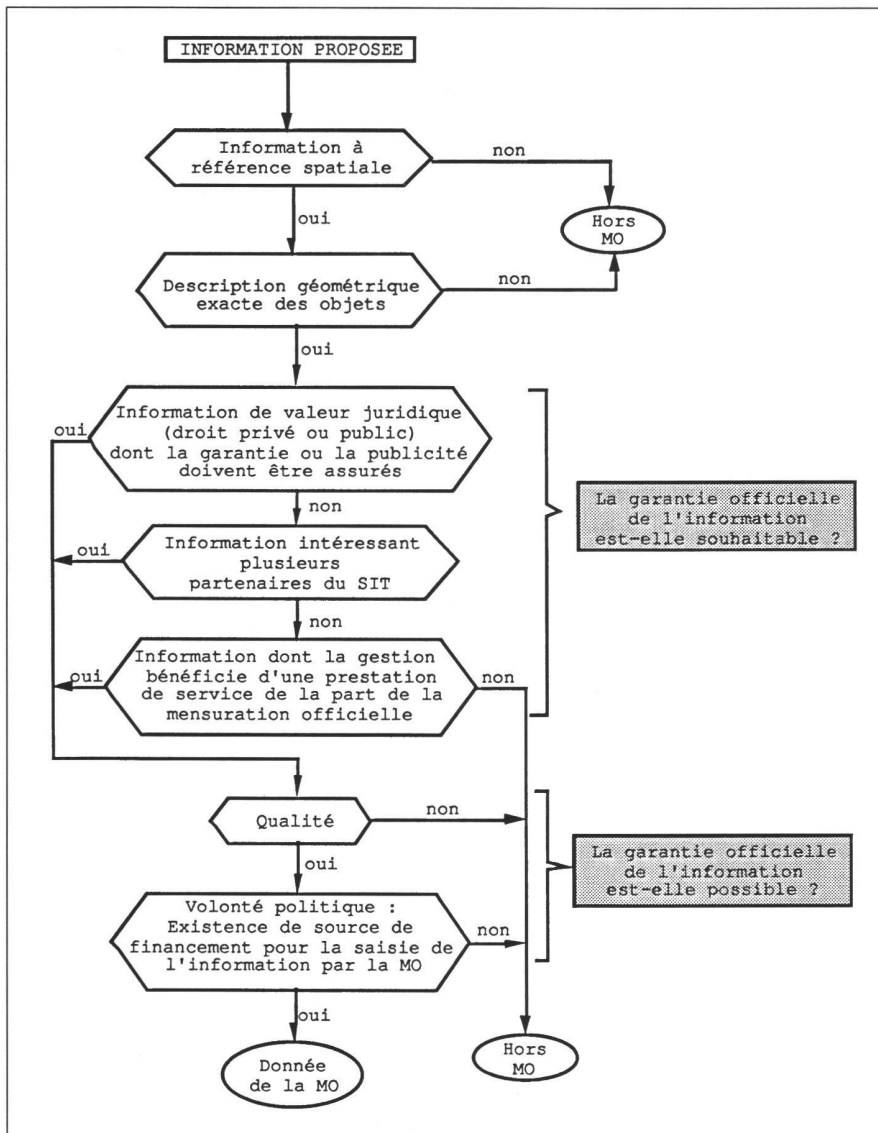 INFORMATION PROPOSEE
Information à
référence spatiale
non
oui
Hors
MO
Description géométrique
exacte des objets
non
oui
Information de valeur juridique
(droit privé ou public)
dont la garantie ou la publicité
doivent être assurés
oui
non
La garantie officielle
de l'information
est-elle souhaitable ?
Information intéressant
plusieurs
partenaires du SIT
oui
non
Information dont la gestion
bénéficie d'une prestation
de service de la part de la
mensuration officielle
oui
non
Qualité
non
oui
La garantie officielle
de l'information
est-elle possible ?
Volonté politique :
Existence de source de
financement pour la saisie de
l'information par la MO
non
oui
Donnée
de la MO
Hors
MO